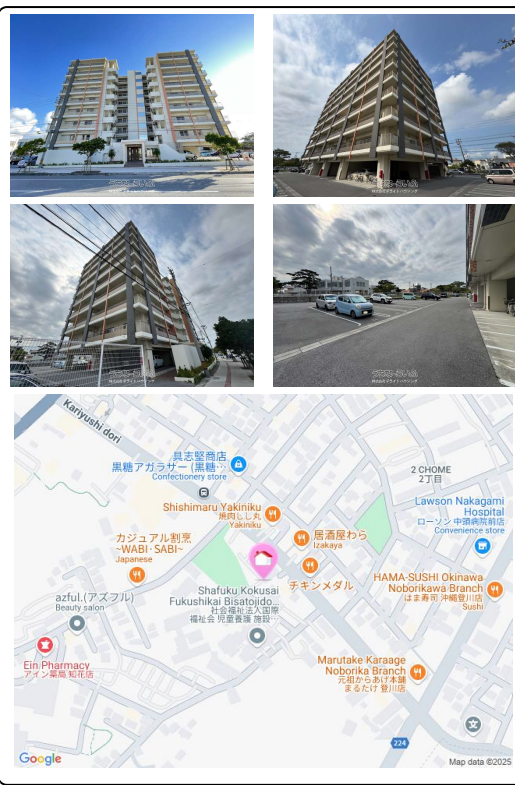 Kariyushi dori
具志堅商店
黒糖アガラサー (黒糖…
Confectionery store
2 CHOME
2丁目
Shishimaru Yakiniku
焼肉しし丸
Yakiniku
Lawson Nakagami
Hospital
ローソン 中頭病院前店
Convenience store
カジュアル割烹
~WABI･SABI~
Japanese
居酒屋わら
Izakaya
チキンメダル
azful.(アズフル)
Beauty salon
Shafuku Kokusai
Fukushikai Bisatojido…
社会福祉法人国際
福祉会 児童養護 施設…
HAMA-SUSHI Okinawa
Noborikawa Branch
はま寿司 沖縄登川店
Sushi
Ein Pharmacy
アイン薬局 知花店
Marutake Karaage
Noborika Branch
元祖からあげ本舗
まるたけ 登川店
224
Google
Map data ©2025